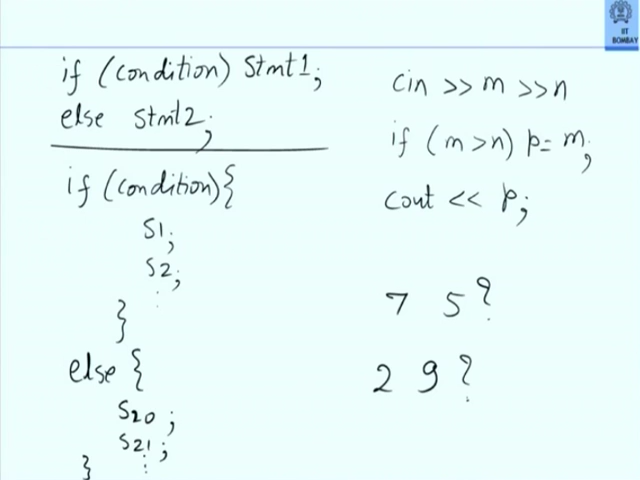 IIT
BOMBAY
if (condition) Stmt1;
else Stmt2;
if (condition){
S1;
S2;
:
}
else {
S20;
S21;
:
}
cin >> m >>n
if (m>n) p=m;
cout << p;
7 5?
2 9?